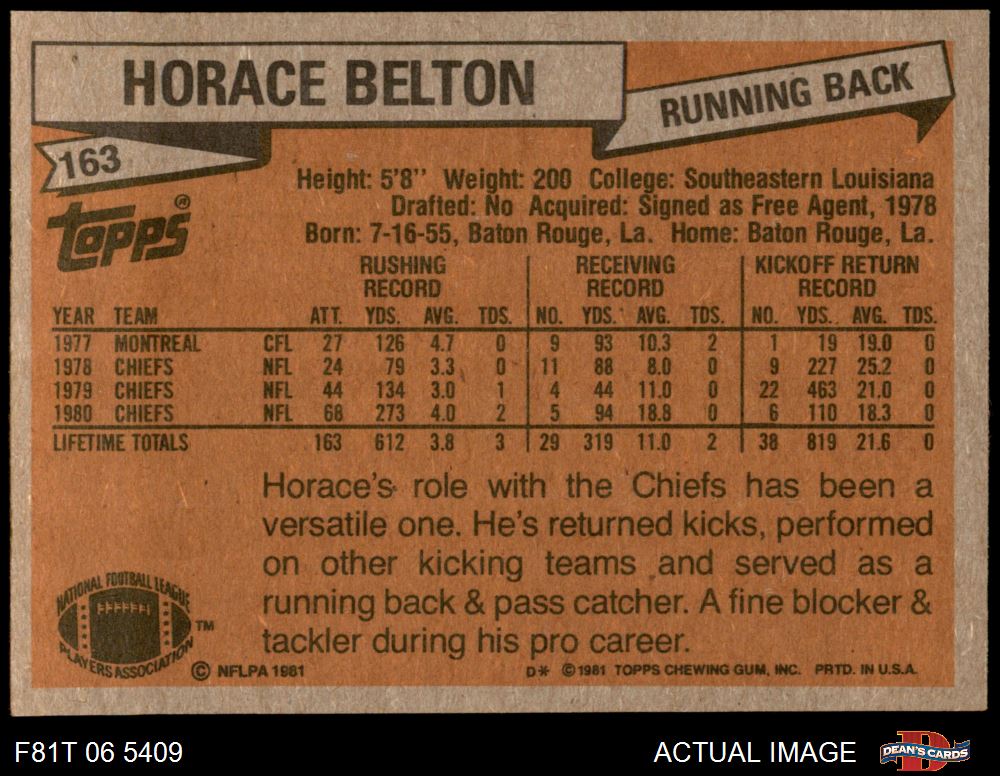 HORACE BELTON
RUNNING BACK
163
Topps®
Height: 5'8'' Weight: 200 College: Southeastern Louisiana
Drafted: No Acquired: Signed as Free Agent, 1978
Born: 7-16-55, Baton Rouge, La. Home: Baton Rouge, La.
RUSHING RECORD RECEIVING RECORD KICKOFF RETURN RECORD
YEAR TEAM ATT. YDS. AVG. TDS. NO. YDS. AVG. TDS. NO. YDS. AVG. TDS.
1977 MONTREAL CFL 27 126 4.7 0 9 93 10.3 2 1 19 19.0 0
1978 CHIEFS NFL 24 79 3.3 0 11 88 8.0 0 9 227 25.2 0
1979 CHIEFS NFL 44 134 3.0 1 4 44 11.0 0 22 463 21.0 0
1980 CHIEFS NFL 68 273 4.0 2 5 94 18.8 0 6 110 18.3 0
LIFETIME TOTALS 163 612 3.8 3 29 319 11.0 2 38 819 21.6 0
Horace's role with the Chiefs has been a
versatile one. He's returned kicks, performed
on other kicking teams and served as a
running back & pass catcher. A fine blocker &
tackler during his pro career.
NATIONAL FOOTBALL LEAGUE
PLAYERS ASSOCIATION
TM
© NFLPA 1981
D* ©1981 TOPPS CHEWING GUM, INC. PRTD. IN U.S.A.
F81T 06 5409
ACTUAL IMAGE
D
DEAN'S CARDS